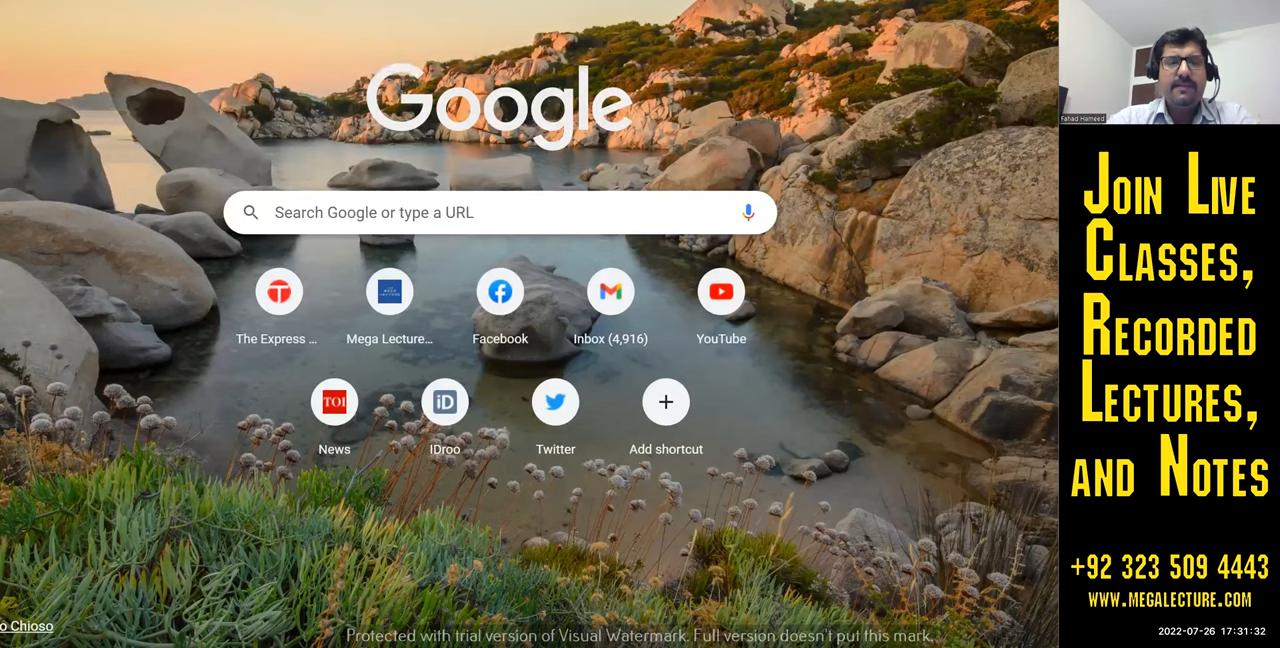 Google
Search Google or type a URL
The Express ...
Mega Lecture...
Facebook
Inbox (4,916)
YouTube
TOI
News
iD
IDroo
Twitter
Add shortcut
o Chioso
Protected with trial version of Visual Watermark. Full version doesn't put this mark.
Fahad Hameed
Join Live
Classes,
Recorded
Lectures,
and Notes
+92 323 509 4443
www.megalecture.com
2022-07-26 17:31:32